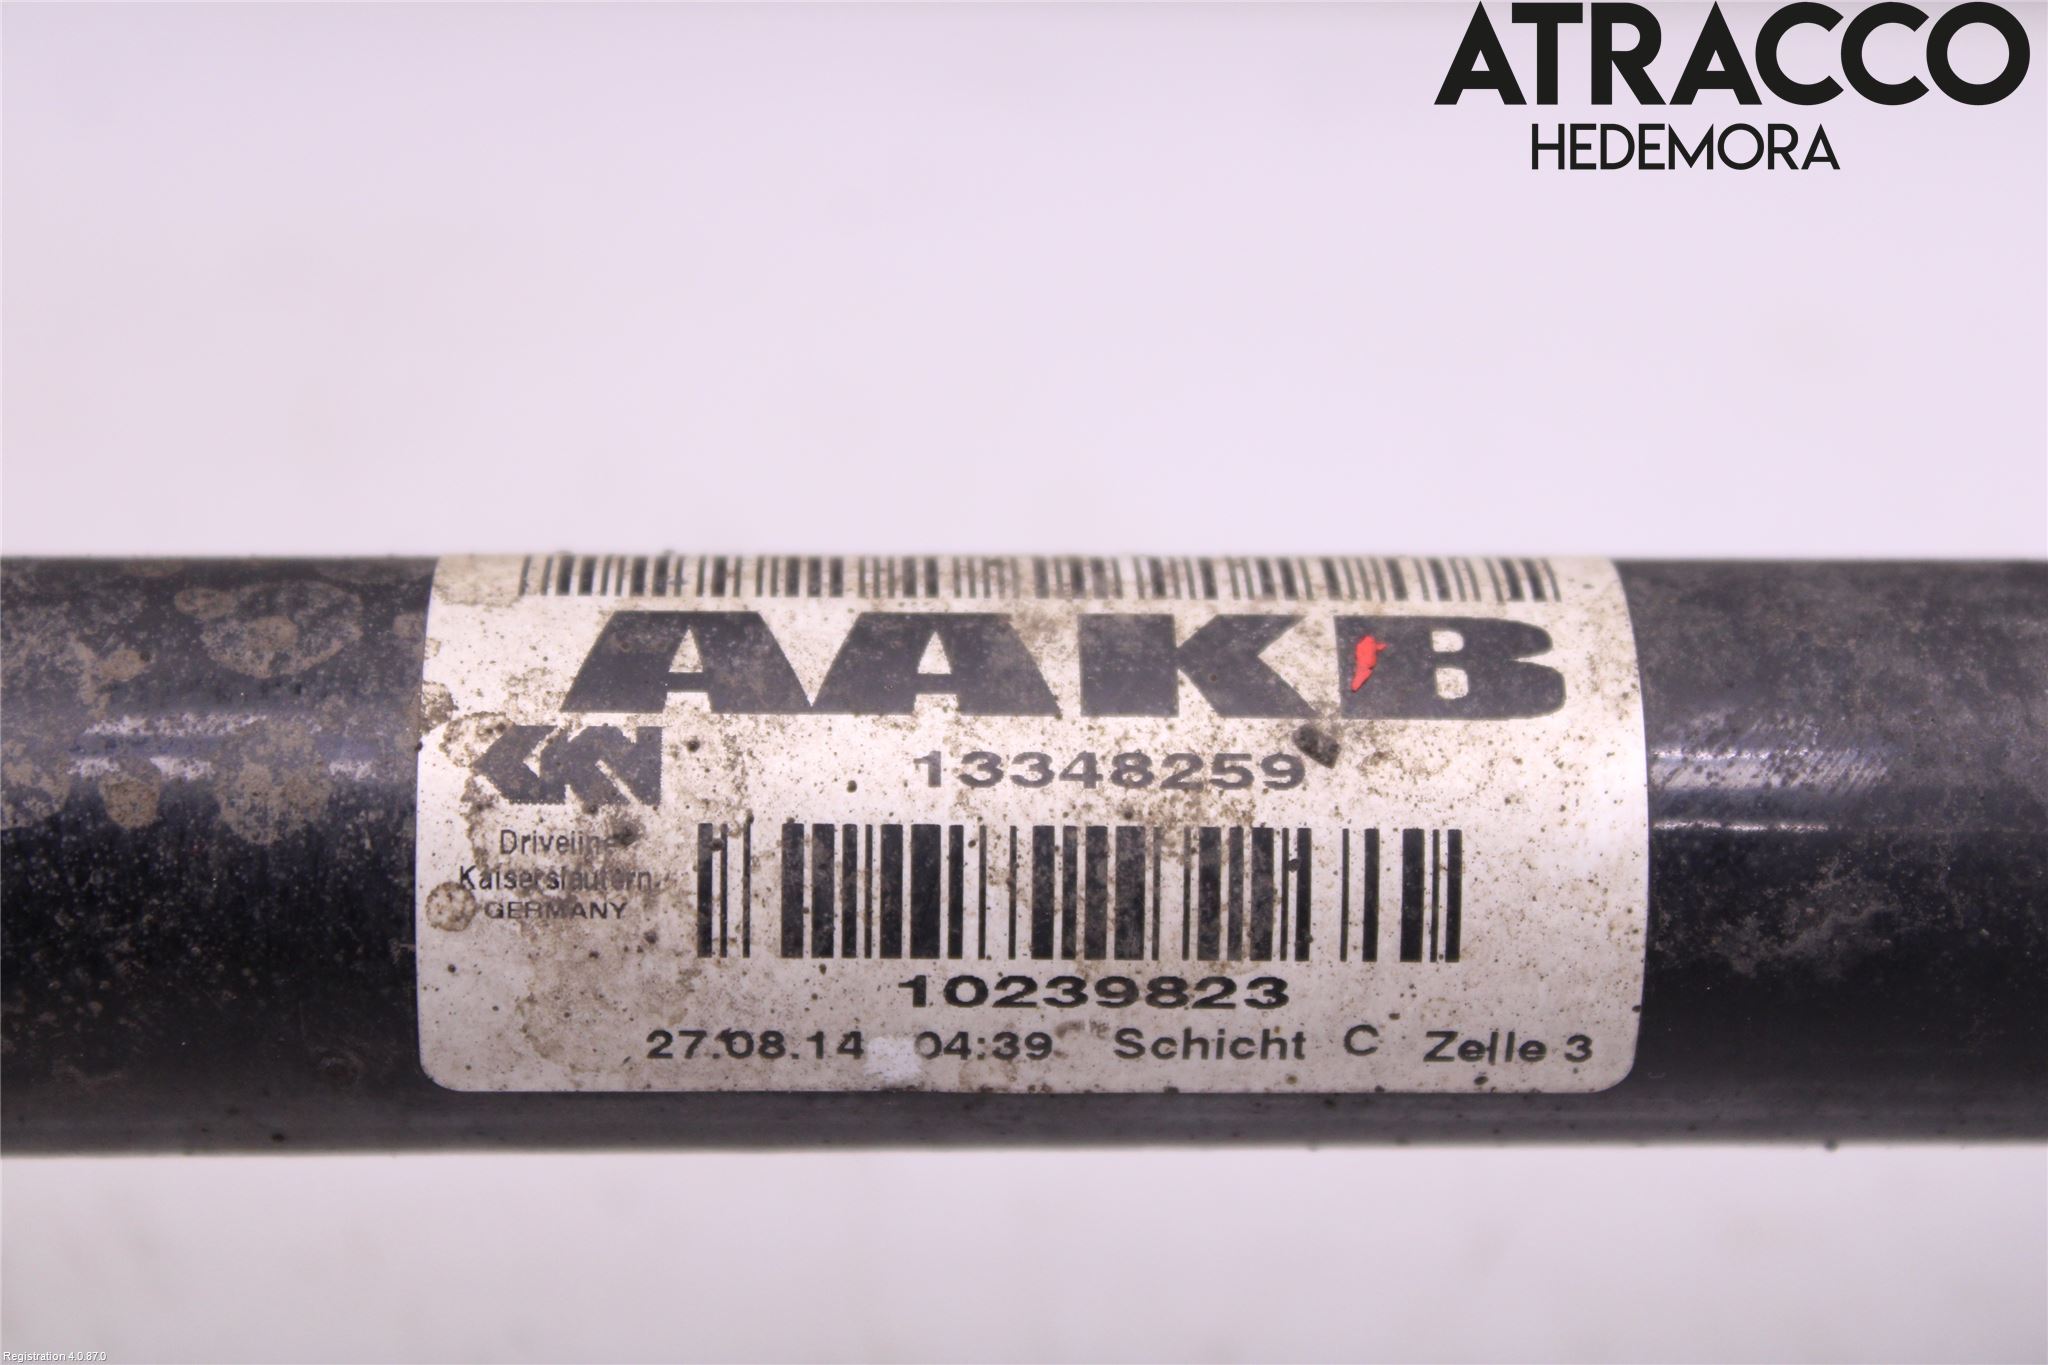 ATRACCO
HEDEMORA
AAKB
GKN
13348259
Driveline
Kaiserslautern
GERMANY
10239823
27.08.14 04:39 Schicht C Zelle 3
Registration 4.0.87.0